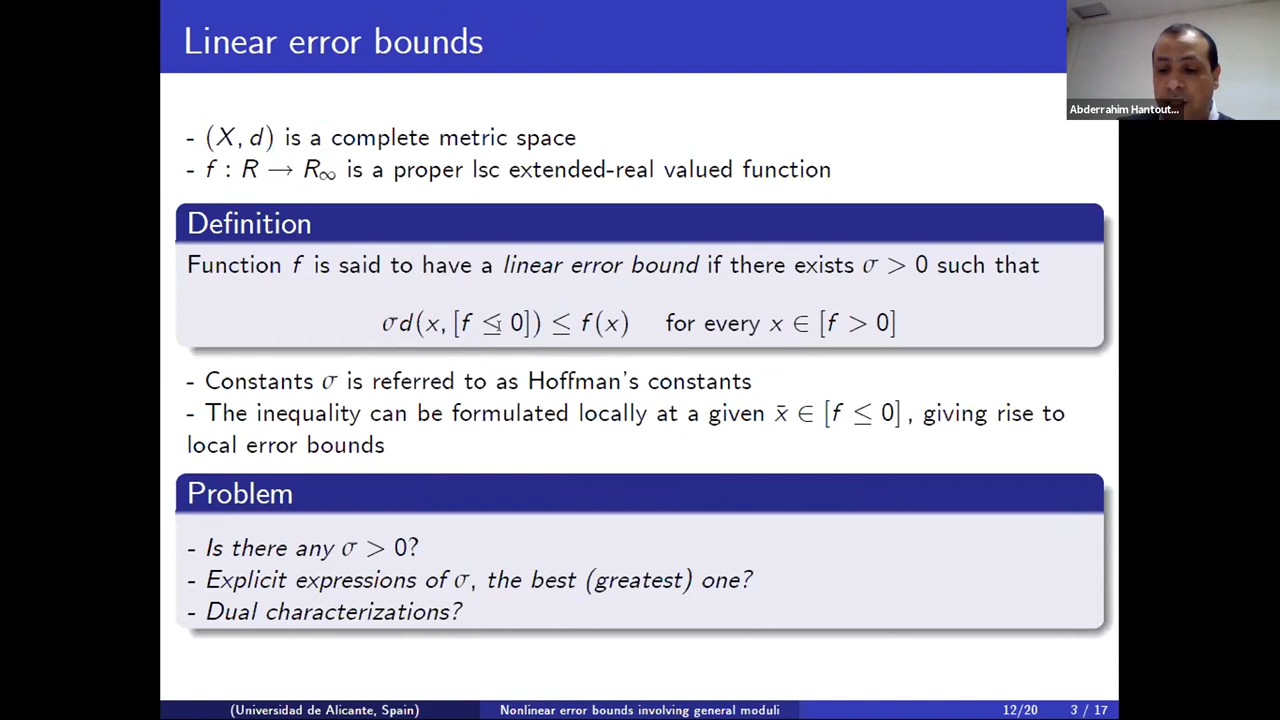 Linear error bounds
Abderrahim Hantout...
- (X, d) is a complete metric space
- f : R → R∞ is a proper lsc extended-real valued function
Definition
Function f is said to have a linear error bound if there exists σ > 0 such that
σd(x, [f ≤ 0]) ≤ f(x) for every x ∈ [f > 0]
- Constants σ is referred to as Hoffman's constants
- The inequality can be formulated locally at a given x̄ ∈ [f ≤ 0], giving rise to
local error bounds
Problem
- Is there any σ > 0?
- Explicit expressions of σ, the best (greatest) one?
- Dual characterizations?
(Universidad de Alicante, Spain) Nonlinear error bounds involving general moduli 12/20 3 / 17